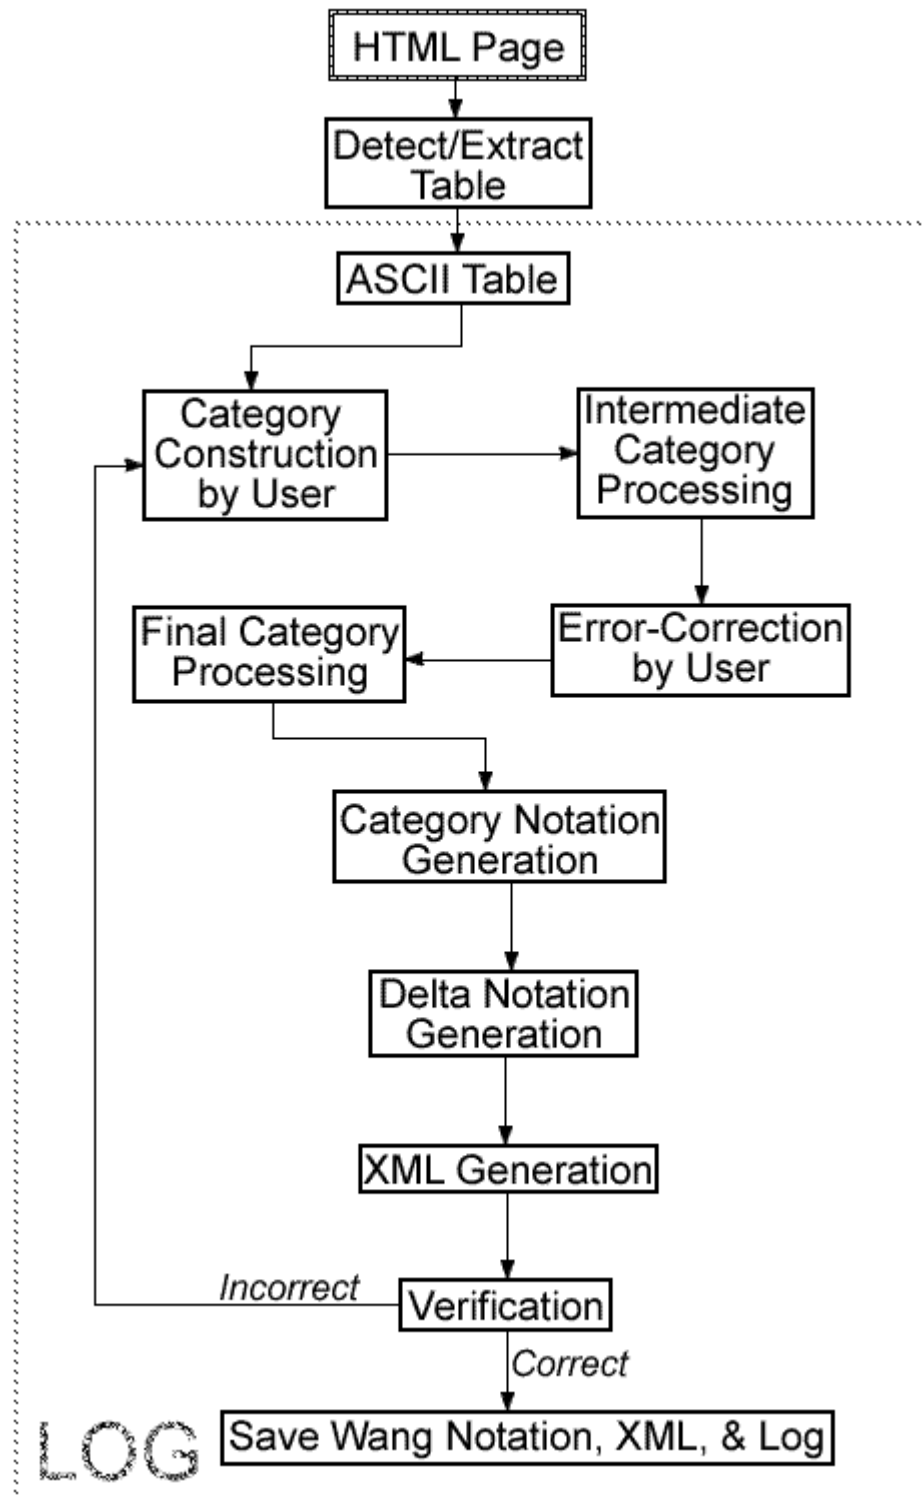 HTML Page
Detect/Extract
Table
ASCII Table
Category
Construction
by User
Intermediate
Category
Processing
Final Category
Processing
Error-Correction
by User
Category Notation
Generation
Delta Notation
Generation
XML Generation
Incorrect
Verification
Correct
LOG
Save Wang Notation, XML, & Log